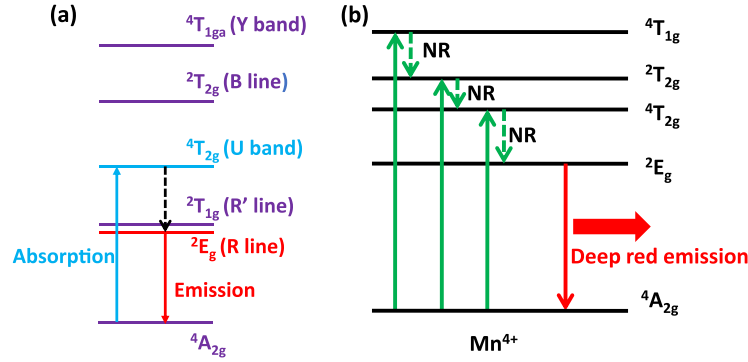 (a)
⁴T₁gₐ (Y band)
²T₂g (B line)
⁴T₂g (U band)
²T₁g (R’ line)
²Eg (R line)
Absorption
Emission
⁴A₂g
(b)
⁴T₁g
NR
²T₂g
NR
⁴T₂g
NR
²Eg
Deep red emission
⁴A₂g
Mn⁴⁺